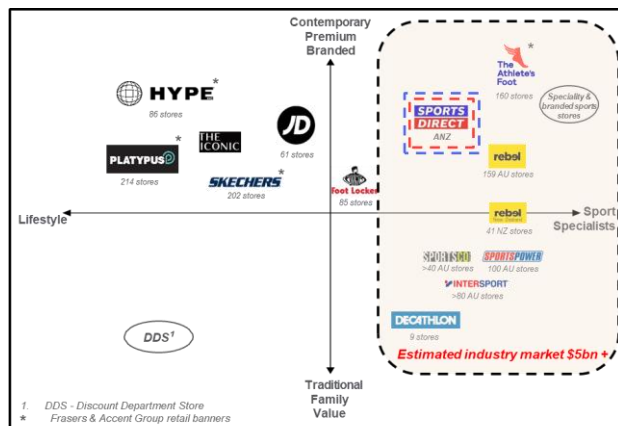 Contemporary
Premium
Branded
*
The
Athlete's
Foot
160 stores
Speciality &
branded sports
stores
HYPE
DC
*
86 stores
THE
ICONIC
JD
61 stores
SPORTS
DIRECT
ANZ
PLATYPUS
*
214 stores
SKECHERS
*
202 stores
Foot Locker
85 stores
rebel
159 AU stores
Lifestyle
Sport
Specialists
rebel
41 NZ stores
SPORTSCO
>40 AU stores
SPORTSPOWER
100 AU stores
INTERSPORT
>80 AU stores
DECATHLON
9 stores
DDS1
Estimated industry market $5bn +
Traditional
Family
Value
1. DDS - Discount Department Store
* Frasers & Accent Group retail banners